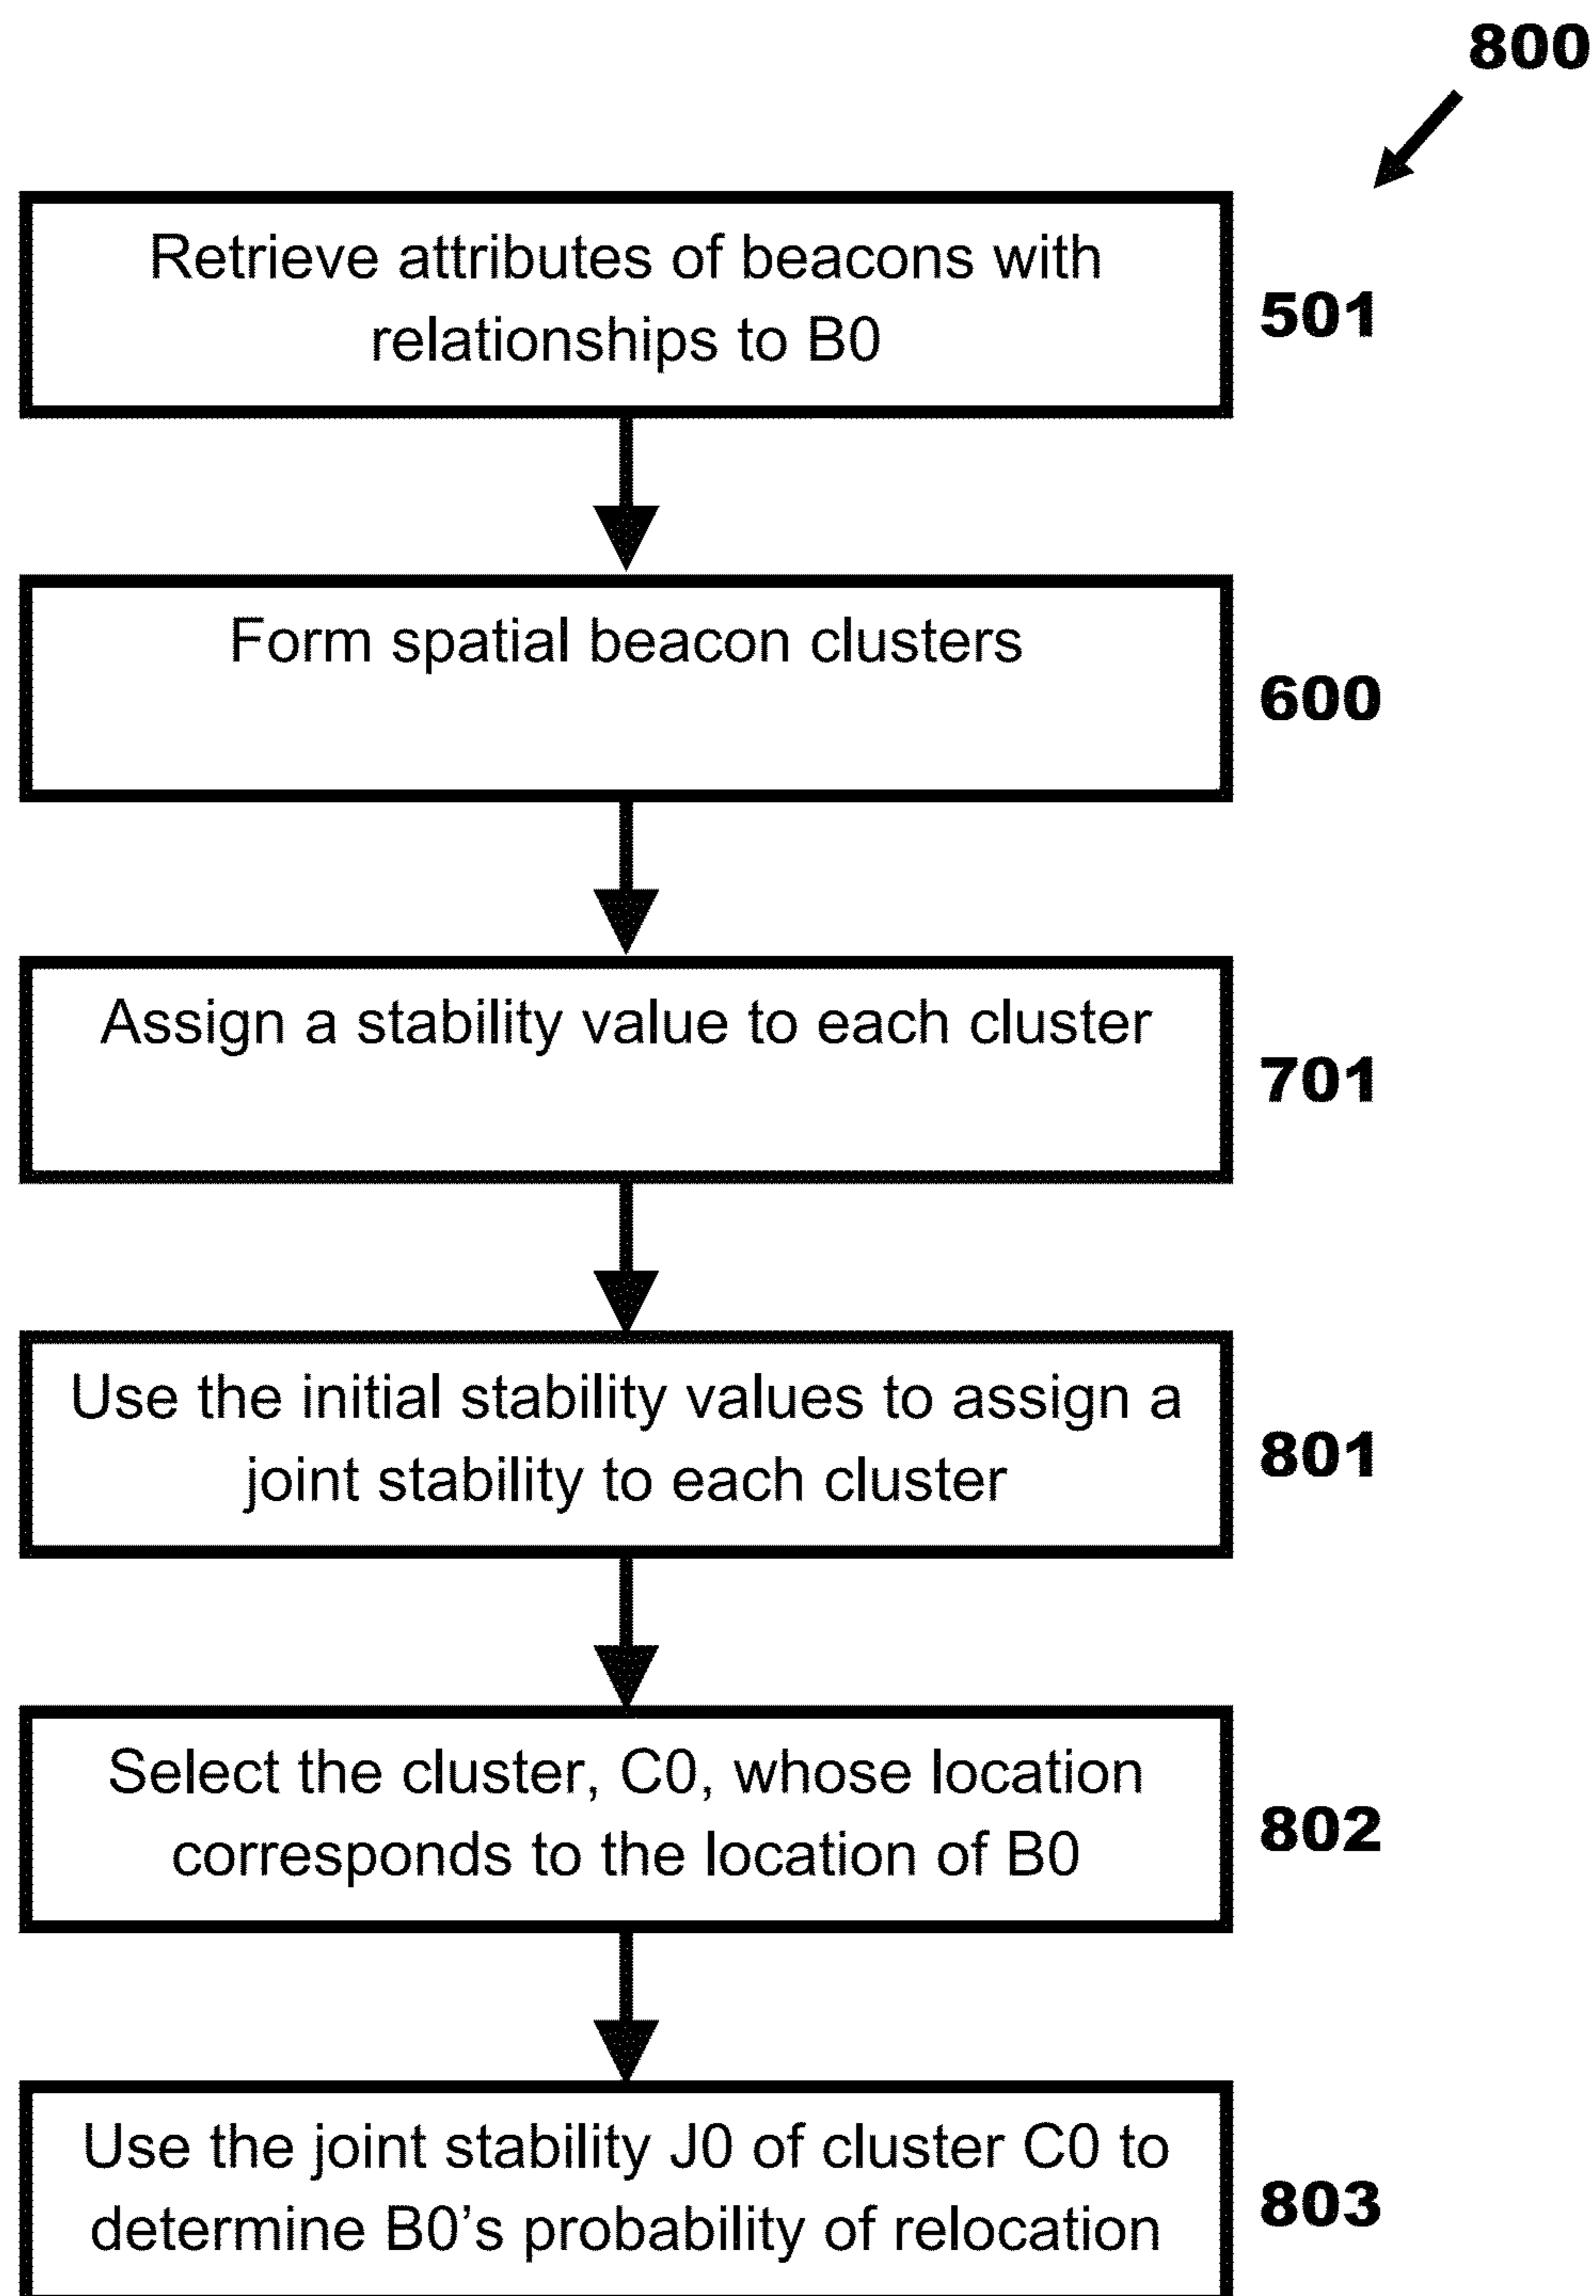 800
Retrieve attributes of beacons with
relationships to B0
501
Form spatial beacon clusters
600
Assign a stability value to each cluster
701
Use the initial stability values to assign a
joint stability to each cluster
801
Select the cluster, C0, whose location
corresponds to the location of B0
802
Use the joint stability J0 of cluster C0 to
determine B0’s probability of relocation
803